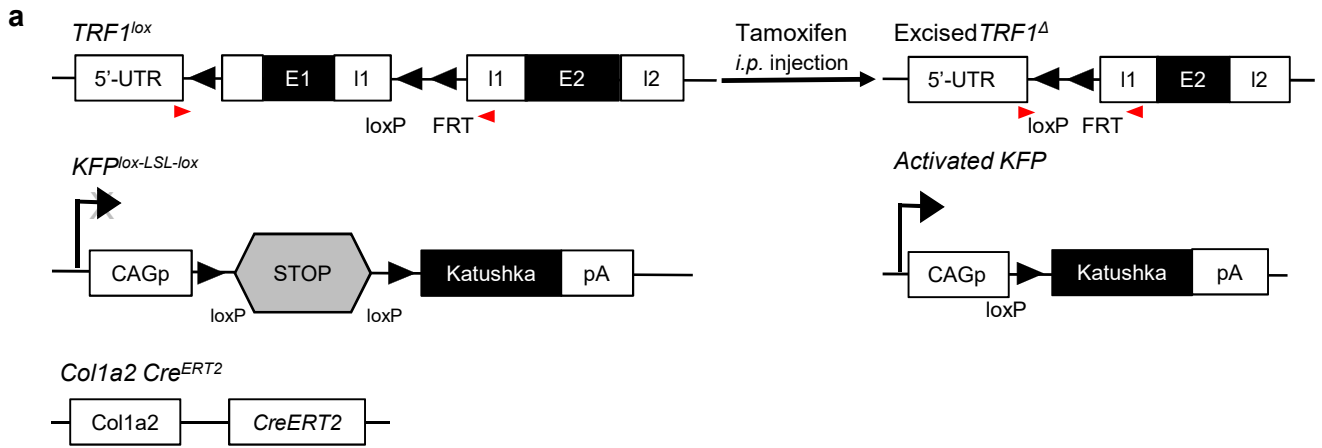 a
TRF1lox
5’-UTR
E1
I1
I1
E2
I2
loxP
FRT
Tamoxifen
i.p. injection
Excised TRF1Δ
5’-UTR
I1
E2
I2
loxP
FRT
KFPlox-LSL-lox
CAGp
STOP
Katushka
pA
loxP
loxP
Activated KFP
CAGp
Katushka
pA
loxP
Col1a2 CreERT2
Col1a2
CreERT2